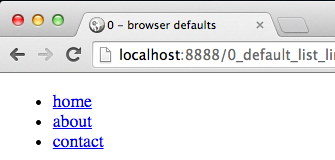 0 – browser defaults
localhost:8888/0_default_list_li
home
about
contact